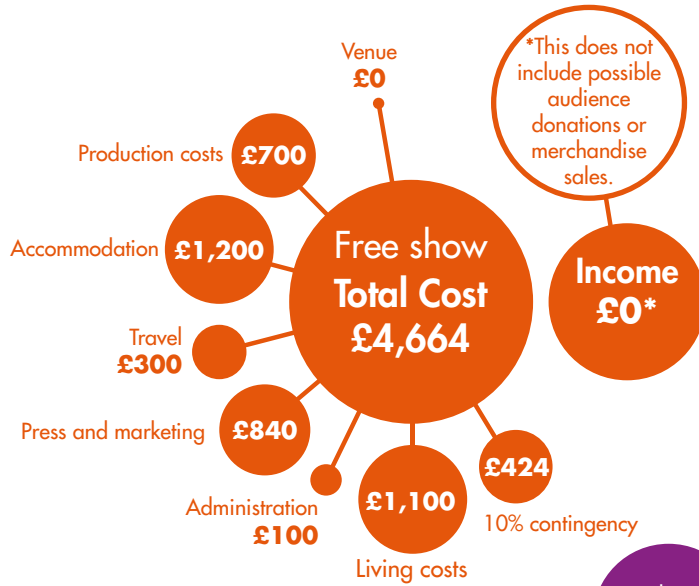 Venue
£0
*This does not
include possible
audience
donations or
merchandise
sales.
Production costs
£700
Accommodation
£1,200
Free show
Total Cost
£4,664
Income
£0*
Travel
£300
Press and marketing
£840
Administration
£100
£1,100
Living costs
£424
10% contingency